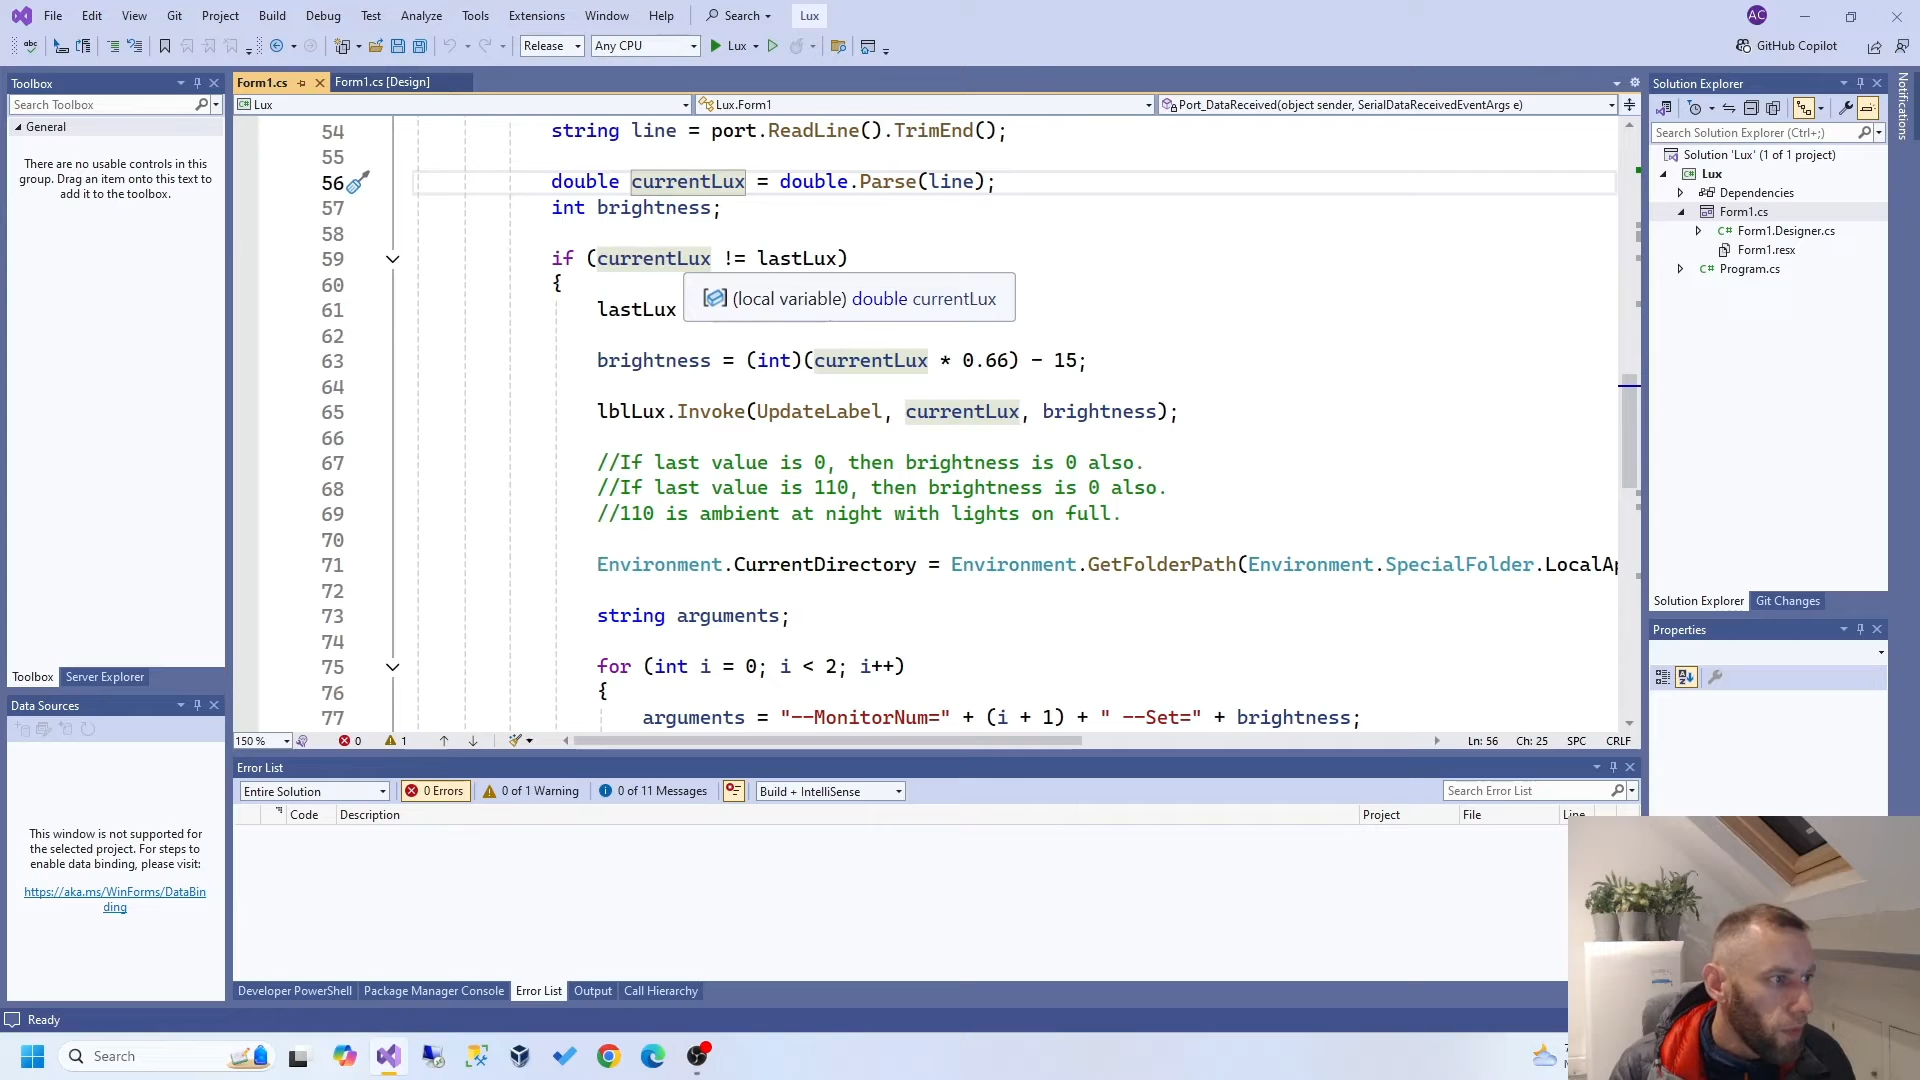 File Edit View Git Project Build Debug Test Analyze Tools Extensions Window Help Search Lux AC
Release Any CPU Lux GitHub Copilot
Toolbox
Search Toolbox
General
There are no usable controls in this
group. Drag an item onto this text to
add it to the toolbox.
Toolbox Server Explorer
Data Sources
This window is not supported for
the selected project. For steps to
enable data binding, please visit:
https://aka.ms/WinForms/DataBin
ding
Form1.cs Form1.cs [Design]
Lux Lux.Form1 Port_DataReceived(object sender, SerialDataReceivedEventArgs e)
54 string line = port.ReadLine().TrimEnd();
55
56 double currentLux = double.Parse(line);
57 int brightness;
58
59 if (currentLux != lastLux)
60 {
(local variable) double currentLux
61 lastLux
62
63 brightness = (int)(currentLux * 0.66) - 15;
64
65 lblLux.Invoke(UpdateLabel, currentLux, brightness);
66
67 //If last value is 0, then brightness is 0 also.
68 //If last value is 110, then brightness is 0 also.
69 //110 is ambient at night with lights on full.
70
71 Environment.CurrentDirectory = Environment.GetFolderPath(Environment.SpecialFolder.LocalAp
72
73 string arguments;
74
75 for (int i = 0; i < 2; i++)
76 {
77 arguments = "--MonitorNum=" + (i + 1) + " --Set=" + brightness;
150 % 0 1 Ln: 56 Ch: 25 SPC CRLF
Error List
Entire Solution 0 Errors 0 of 1 Warning 0 of 11 Messages Build + IntelliSense Search Error List
Code Description Project File Line
Developer PowerShell Package Manager Console Error List Output Call Hierarchy
Solution Explorer
Search Solution Explorer (Ctrl+;)
Solution 'Lux' (1 of 1 project)
Lux
Dependencies
Form1.cs
C# Form1.Designer.cs
Form1.resx
C# Program.cs
Solution Explorer Git Changes
Properties
Notifications
Ready
Search